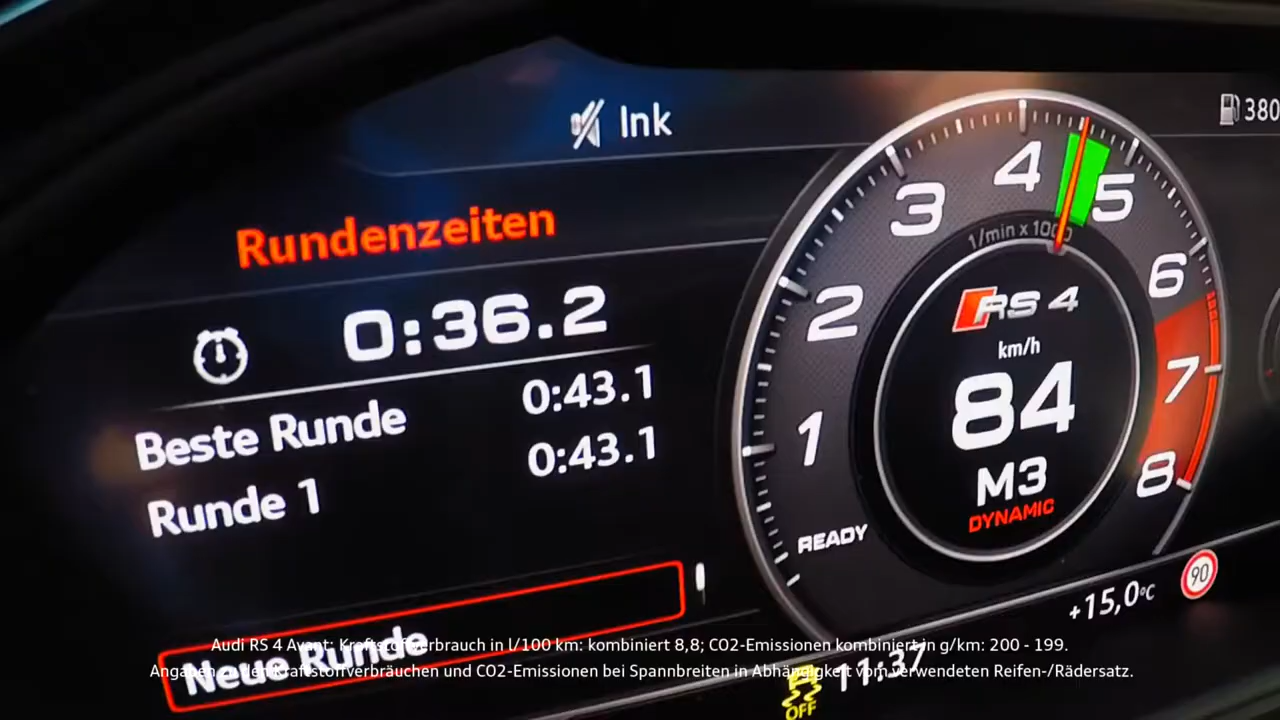 Ink
380
Rundenzeiten
0:36.2
Beste Runde 0:43.1
Runde 1 0:43.1
Neue Runde
1 2 3 4 5 6 7 8
1/min x 1000
RS 4
km/h
84
M3
DYNAMIC
READY
+15,0°C
90
11:37
OFF
Audi RS 4 Avant: Kraftstoffverbrauch in l/100 km: kombiniert 8,8; CO2-Emissionen kombiniert in g/km: 200 - 199.
Angaben zu den Kraftstoffverbräuchen und CO2-Emissionen bei Spannbreiten in Abhängigkeit vom verwendeten Reifen-/Rädersatz.